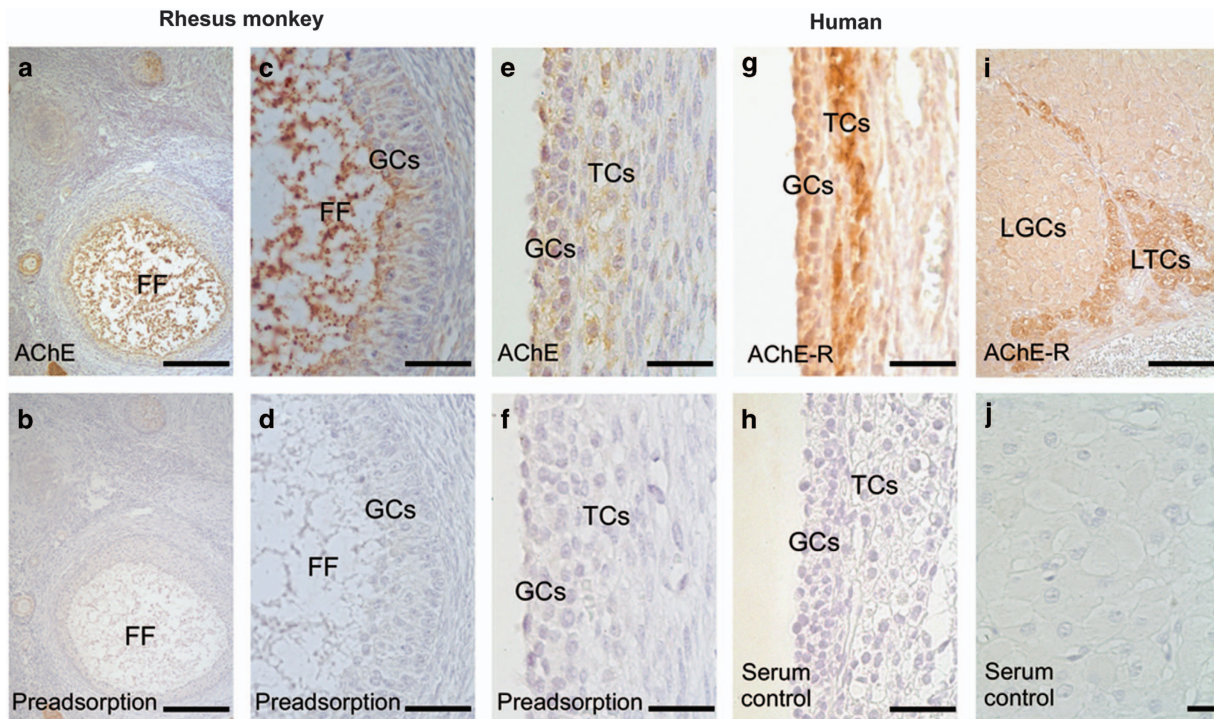 Rhesus monkey
Human
a
FF
AChE
c
GCs
FF
e
TCs
GCs
AChE
g
TCs
GCs
AChE-R
i
LGCs
LTCs
AChE-R
b
FF
Preadsorption
d
GCs
FF
Preadsorption
f
TCs
GCs
Preadsorption
h
TCs
GCs
Serum
control
j
Serum
control